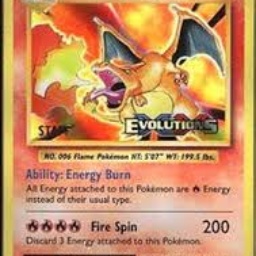 STAFF
XY
EVOLUTIONS
NO. 006 Flame Pokémon HT: 5'07" WT: 199.5 lbs.
Ability: Energy Burn
All Energy attached to this Pokémon are Energy
instead of their usual type.
Fire Spin 200
Discard 3 Energy attached to this Pokémon.